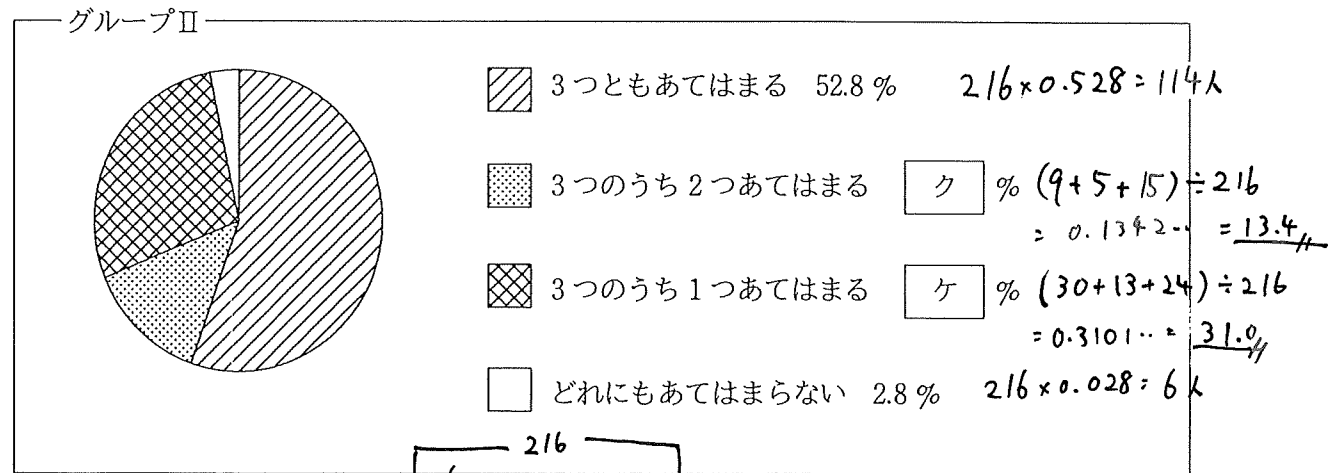 グループⅡ
3つともあてはまる 52.8 % 216×0.528=114人
3つのうち2つあてはまる ク % (9+5+15)÷216
= 0.1342‥ = 13.4
3つのうち1つあてはまる ケ % (30+13+24)÷216
=0.3101‥= 31.0
どれにもあてはまらない 2.8 % 216×0.028=6人
216